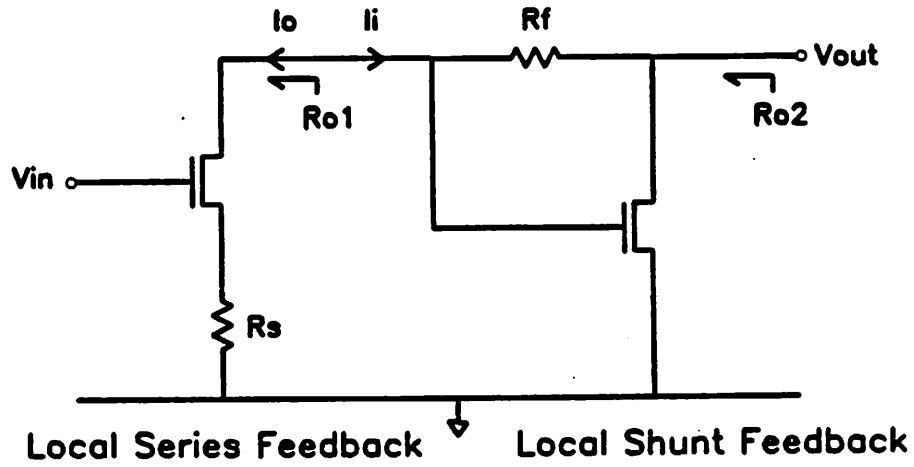 Io Ii Rf
Vout
Ro1 Ro2
Vin
Rs
Local Series Feedback Local Shunt Feedback